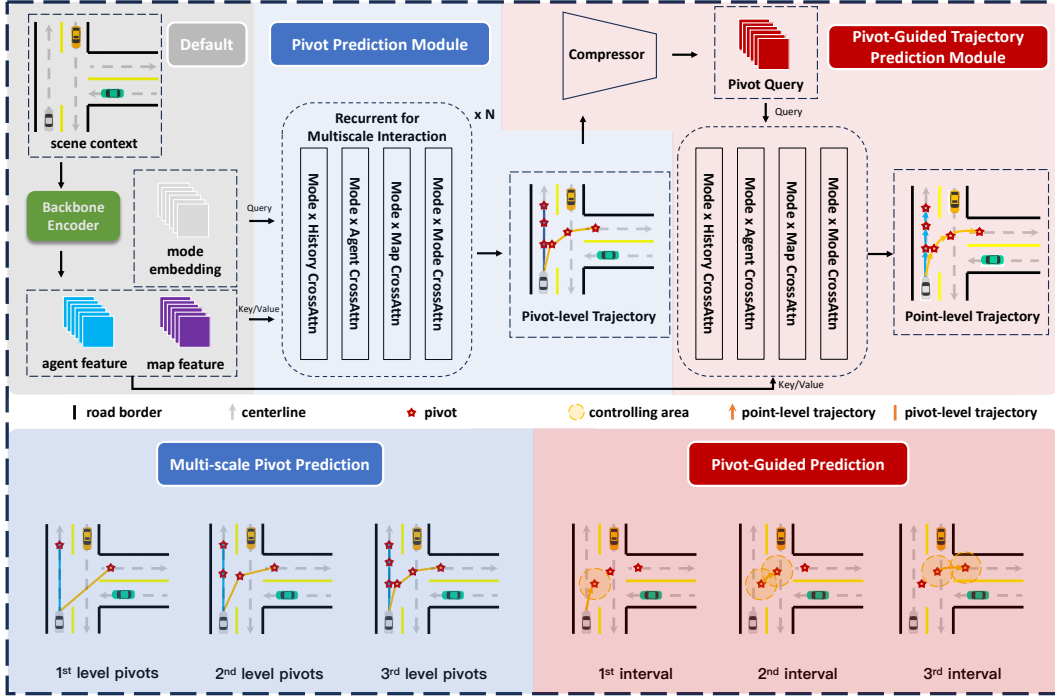 Default
scene context
Backbone
Encoder
mode
embedding
agent feature
map feature
Pivot Prediction Module
Recurrent for
Multiscale Interaction
x N
Query
Key/Value
Mode x History CrossAttn
Mode x Agent CrossAttn
Mode x Map CrossAttn
Mode x Mode CrossAttn
Pivot-level Trajectory
Compressor
Pivot Query
Query
Pivot-Guided Trajectory
Prediction Module
Mode x History CrossAttn
Mode x Agent CrossAttn
Mode x Map CrossAttn
Mode x Mode CrossAttn
Key/Value
Point-level Trajectory
road border
centerline
pivot
controlling area
point-level trajectory
pivot-level trajectory
Multi-scale Pivot Prediction
1st level pivots
2nd level pivots
3rd level pivots
Pivot-Guided Prediction
1st interval
2nd interval
3rd interval